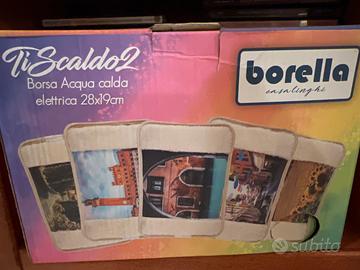 TiScaldo2
Borsa Acqua calda
elettrica 28x19cm
borella
casalinghi
subito